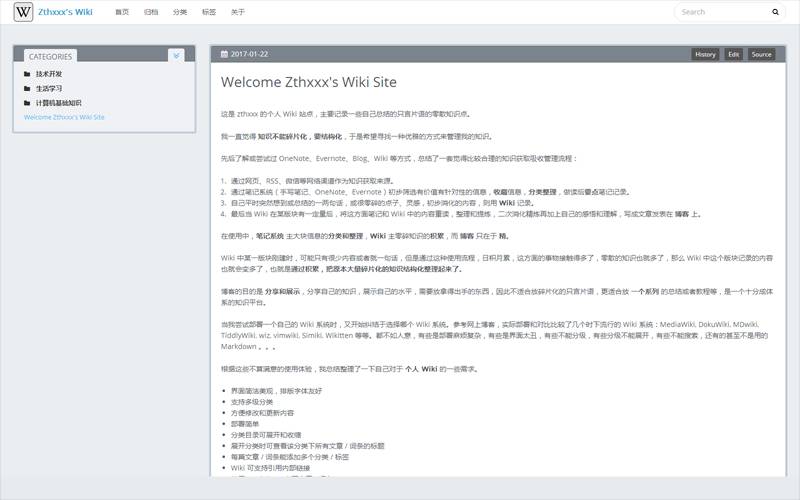 W Zthxxx's Wiki 首页 归档 分类 标签 关于 Search
CATEGORIES
技术开发
生活学习
计算机基础知识
Welcome Zthxxx's Wiki Site
2017-01-22 History Edit Source
Welcome Zthxxx's Wiki Site
这是 zthxxx 的个人 Wiki 站点，主要记录一些自己总结的只言片语的零散知识点。
我一直觉得 知识不能碎片化，要结构化，于是希望寻找一种优雅的方式来管理我的知识。
先后了解或尝试过 OneNote、Evernote、Blog、Wiki 等方式，总结了一套觉得比较合理的知识获取吸收管理流程：
1. 通过网页、RSS、微信等网络渠道作为知识获取来源。
2. 通过笔记系统（手写笔记、OneNote、Evernote）初步筛选有价值有针对性的信息，收藏信息，分类整理，做读后要点笔记记录。
3. 自己平时突然想到或总结的一两句话，或很零碎的点子、灵感，初步消化的内容，则用 Wiki 记录。
4. 最后当 Wiki 在某版块有一定量后，将这方面笔记和 Wiki 中的内容重读，整理和提炼，二次消化精炼再加上自己的感悟和理解，写成文章发表在 博客 上。
在使用中，笔记系统 主大块信息的分类和整理，Wiki 主零碎知识的积累，而 博客 只在于 精。
Wiki 中某一版块刚建时，可能只有很少内容或者就一句话，但是通过这种使用流程，日积月累，这方面的事物接触得多了，零散的知识也就多了，那么 Wiki 中这个版块记录的内容
也就会变多了，也就是通过积累，把原本大量碎片化的知识结构化整理起来了。
博客的目的是 分享和展示，分享自己的知识，展示自己的水平，需要放拿得出手的东西，因此不适合放碎片化的只言片语，更适合放 一个系列 的总结或者教程等，是一个十分成体
系的知识平台。
当我尝试部署一个自己的 Wiki 系统时，又开始纠结于选择哪个 Wiki 系统。参考网上博客，实际部署和对比比较了几个时下流行的 Wiki 系统：MediaWiki, DokuWiki, MDwiki,
TiddlyWiki, wiz, vimwiki, Simiki, Wikitten 等等。都不如人意，有些是部署麻烦复杂，有些是界面太丑，有些不能分级，有些分级不能展开，有些不能搜索，还有的甚至不是用的
Markdown 。。。
根据这些不算满意的使用体验，我总结整理了一下自己对于 个人 Wiki 的一些需求。
• 界面简洁美观，排版字体友好
• 支持多级分类
• 方便修改和更新内容
• 部署简单
• 分类目录可展开和收缩
• 展开分类时可查看该分类下所有文章 / 词条的标题
• 每篇文章 / 词条能添加多个分类 / 标签
• Wiki 可支持引用内部链接